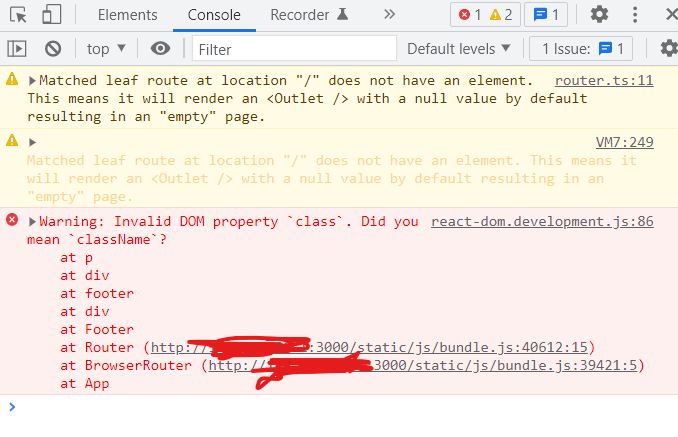 Elements Console Recorder » 1 2 1
top Filter Default levels 1 Issue: 1
Matched leaf route at location "/" does not have an element. router.ts:11
This means it will render an <Outlet /> with a null value by default
resulting in an "empty" page.
VM7:249
Matched leaf route at location "/" does not have an element. This means it
will render an <Outlet /> with a null value by default resulting in an
"empty" page.
Warning: Invalid DOM property `class`. Did you react-dom.development.js:86
mean `className`?
at p
at div
at footer
at div
at Footer
at Router (http://:3000/static/js/bundle.js:40612:15)
at BrowserRouter (http://3000/static/js/bundle.js:39421:5)
at App